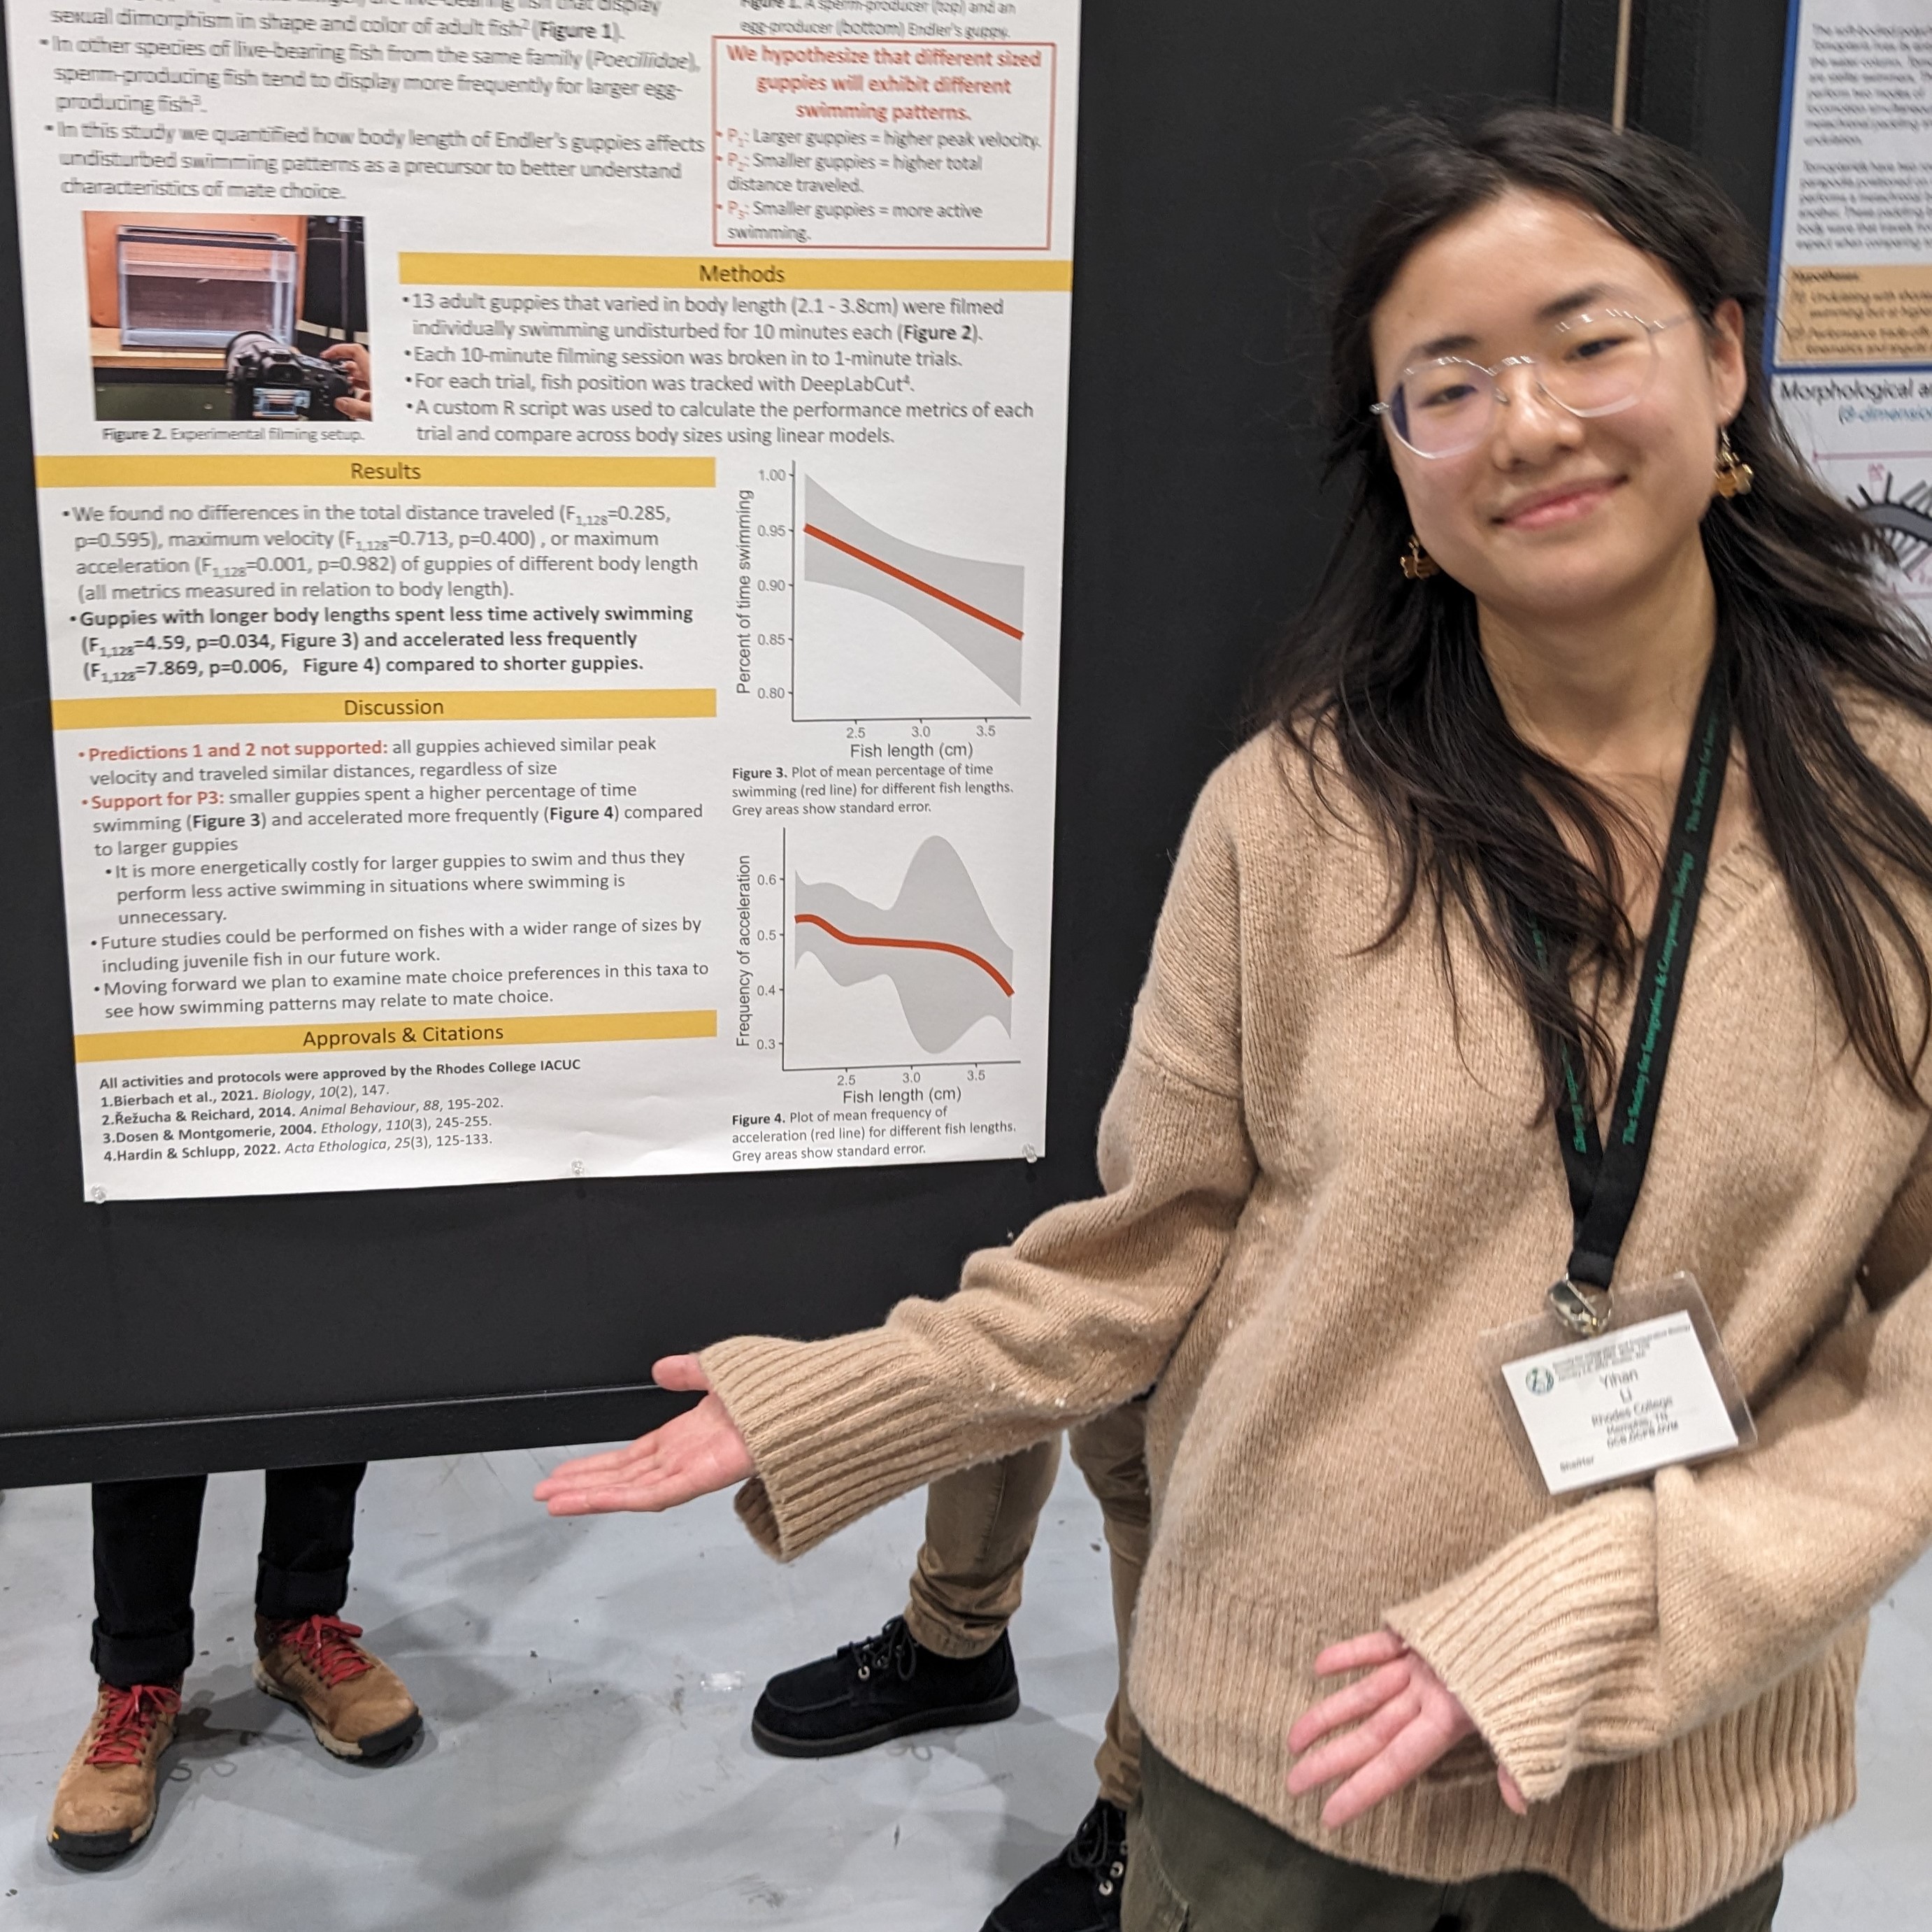 sexual dimorphism in shape and color of adult fish² (Figure 1).
•In other species of live-bearing fish from the same family (Poeciliidae),
sperm-producing fish tend to display more frequently for larger egg-
producing fish³.
•In this study we quantified how body length of Endler's guppies affects
undisturbed swimming patterns as a precursor to better understand
characteristics of mate choice.
Figure 1. A sperm-producer (top) and an
egg-producer (bottom) Endler's guppy.
We hypothesize that different sized
guppies will exhibit different
swimming patterns.
• P₁: Larger guppies = higher peak velocity.
• P₂: Smaller guppies = higher total
distance traveled.
• P₃: Smaller guppies = more active
swimming.
Figure 2. Experimental filming setup.
Methods
•13 adult guppies that varied in body length (2.1 - 3.8cm) were filmed
individually swimming undisturbed for 10 minutes each (Figure 2).
•Each 10-minute filming session was broken in to 1-minute trials.
•For each trial, fish position was tracked with DeepLabCut⁴.
•A custom R script was used to calculate the performance metrics of each
trial and compare across body sizes using linear models.
Results
•We found no differences in the total distance traveled (F₁,₁₂₈=0.285,
p=0.595), maximum velocity (F₁,₁₂₈=0.713, p=0.400) , or maximum
acceleration (F₁,₁₂₈=0.001, p=0.982) of guppies of different body length
(all metrics measured in relation to body length).
•Guppies with longer body lengths spent less time actively swimming
(F₁,₁₂₈=4.59, p=0.034, Figure 3) and accelerated less frequently
(F₁,₁₂₈=7.869, p=0.006, Figure 4) compared to shorter guppies.
Discussion
•Predictions 1 and 2 not supported: all guppies achieved similar peak
velocity and traveled similar distances, regardless of size
•Support for P3: smaller guppies spent a higher percentage of time
swimming (Figure 3) and accelerated more frequently (Figure 4) compared
to larger guppies
•It is more energetically costly for larger guppies to swim and thus they
perform less active swimming in situations where swimming is
unnecessary.
•Future studies could be performed on fishes with a wider range of sizes by
including juvenile fish in our future work.
•Moving forward we plan to examine mate choice preferences in this taxa to
see how swimming patterns may relate to mate choice.
Approvals & Citations
All activities and protocols were approved by the Rhodes College IACUC
1.Bierbach et al., 2021. Biology, 10(2), 147.
2.Řežucha & Reichard, 2014. Animal Behaviour, 88, 195-202.
3.Dosen & Montgomerie, 2004. Ethology, 110(3), 245-255.
4.Hardin & Schlupp, 2022. Acta Ethologica, 25(3), 125-133.
Percent of time swimming
1.00
0.95
0.90
0.85
0.80
2.5 3.0 3.5
Fish length (cm)
Figure 3. Plot of mean percentage of time
swimming (red line) for different fish lengths.
Grey areas show standard error.
Frequency of acceleration
0.6
0.5
0.4
0.3
2.5 3.0 3.5
Fish length (cm)
Figure 4. Plot of mean frequency of
acceleration (red line) for different fish lengths.
Grey areas show standard error.
The Society for Integrative & Comparative Biology
Yihan
Li
Rhodes College
Memphis, TN
Morphological